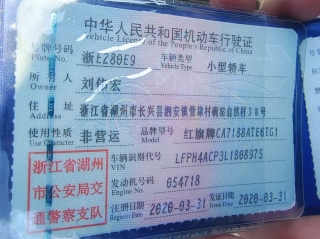 中华人民共和国机动车行驶证
Vehicle License of the People's Republic of China
号牌号码 浙EZ80E9 车辆类型 小型轿车
Plate No. Vehicle Type
所有人 刘伟宏
Owner
住址 浙江省湖州市长兴县泗安镇管埭村 38号
Address
使用性质 非营运 品牌型号 红旗牌CA7188ATE6TG1
Use Character Model
浙江省湖州
市公安局交
通警察支队
车辆识别代号 LFPH4ACP3L1B08975
VIN
发动机号码 054718
Engine No.
注册日期 2020-03-31 发证日期 2020-03-31
Register Date Issue Date